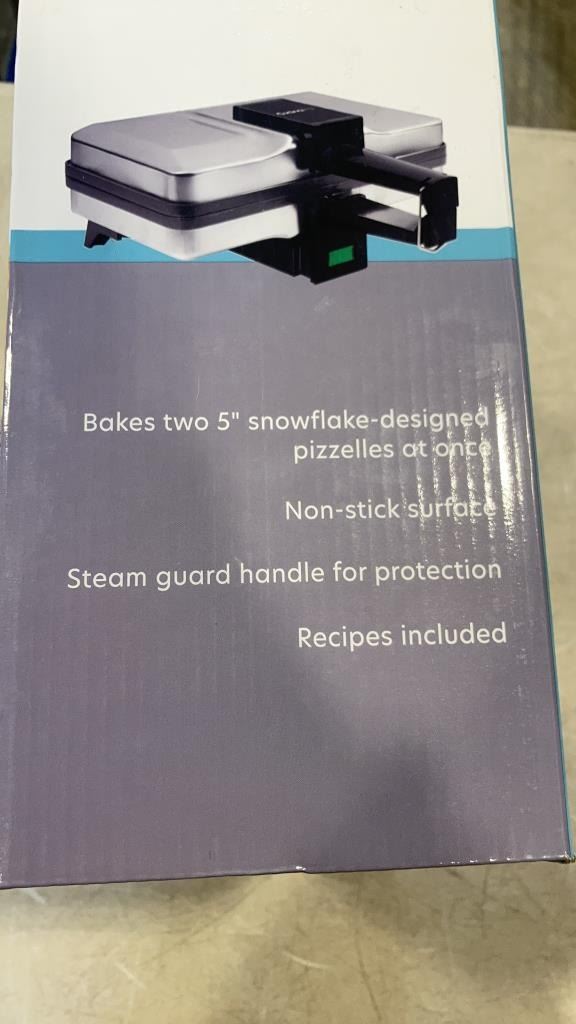 Bakes two 5" snowflake-designed
pizzelles at once
Non-stick surface
Steam guard handle for protection
Recipes included